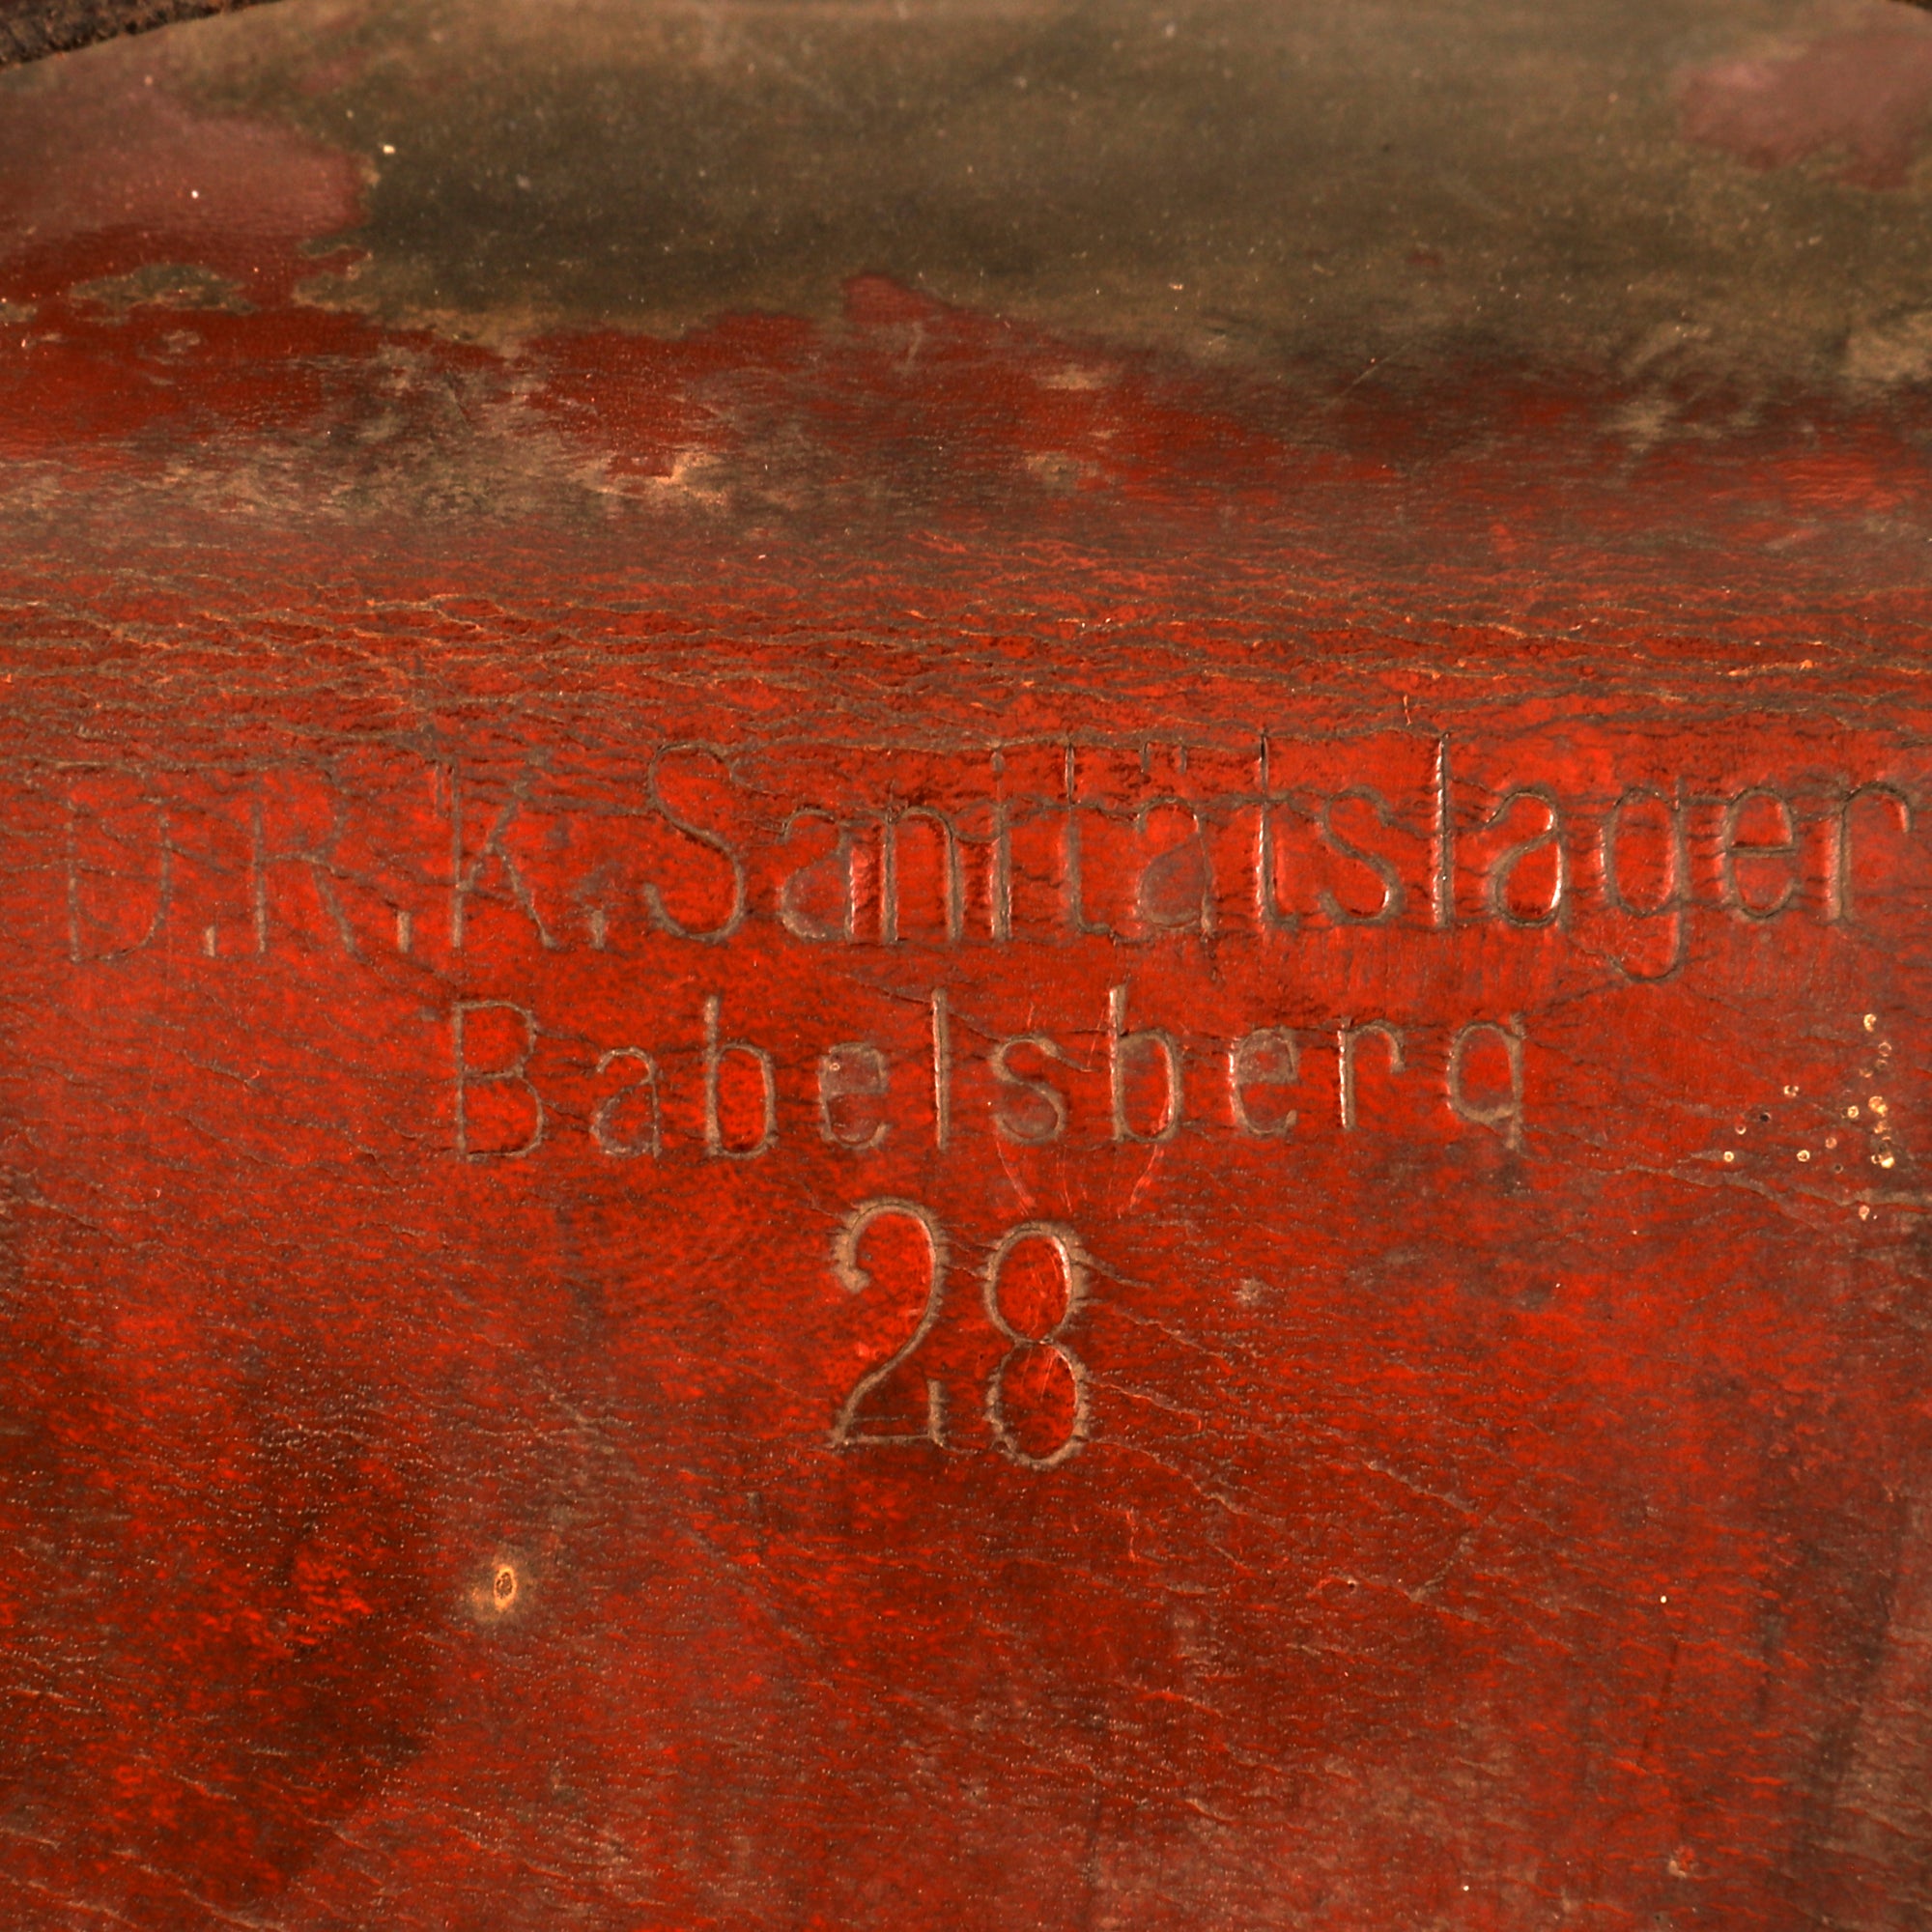 D.R.K. Sanitätslager
Babelsberg
28